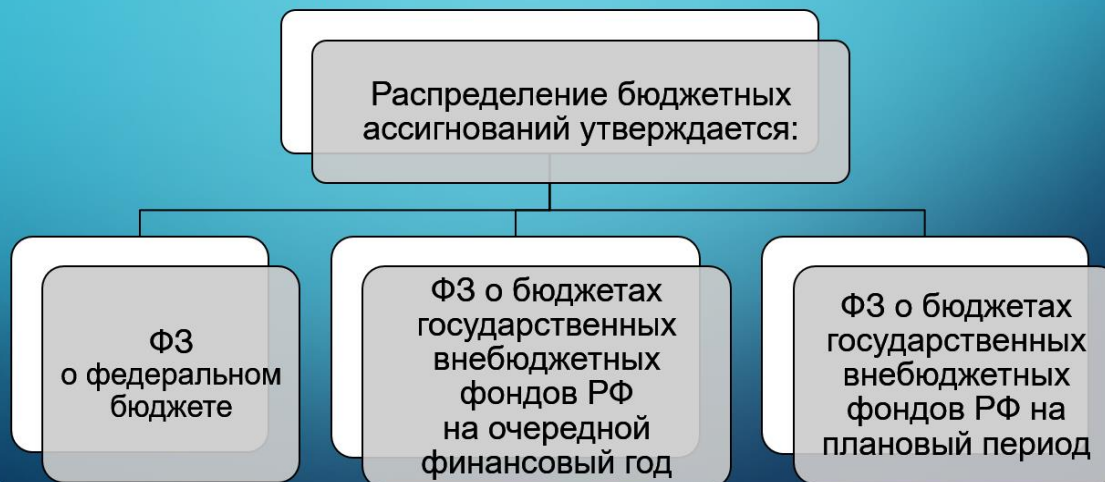 Распределение бюджетных
ассигнований утверждается:
ФЗ
о федеральном
бюджете
ФЗ о бюджетах
государственных
внебюджетных
фондов РФ
на очередной
финансовый год
ФЗ о бюджетах
государственных
внебюджетных
фондов РФ на
плановый период